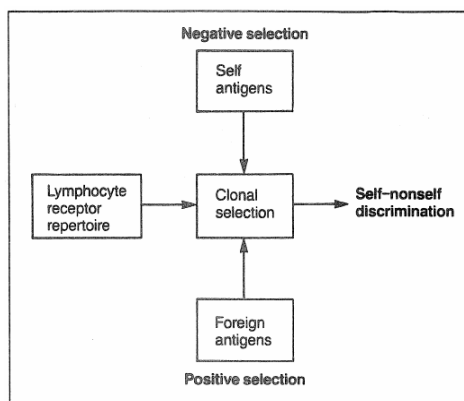 Negative selection
Self
antigens
Lymphocyte
receptor
repertoire
Clonal
selection
Self–nonself
discrimination
Foreign
antigens
Positive selection